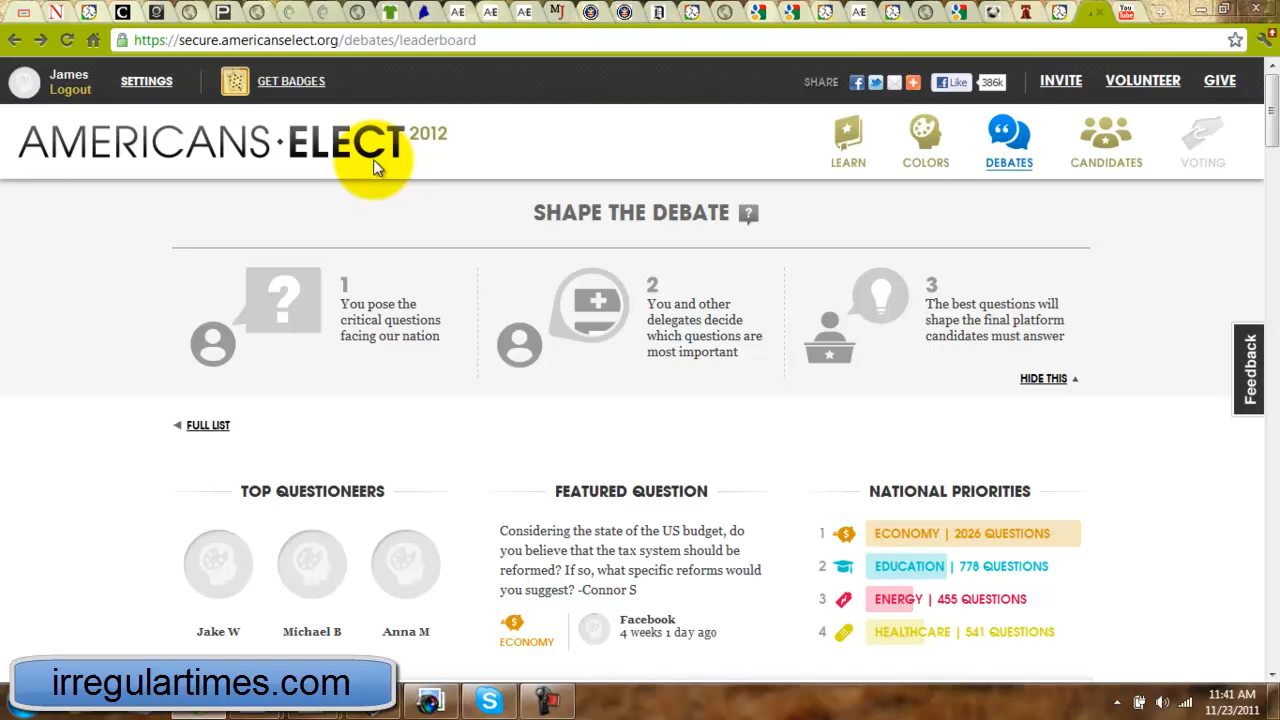 https://secure.americanselect.org/debates/leaderboard
James
Logout
SETTINGS
GET BADGES
SHARE
Like
386k
INVITE
VOLUNTEER
GIVE
AMERICANS·ELECT 2012
LEARN
COLORS
DEBATES
CANDIDATES
VOTING
SHAPE THE DEBATE ?
1
You pose the
critical questions
facing our nation
2
You and other
delegates decide
which questions are
most important
3
The best questions will
shape the final platform
candidates must answer
HIDE THIS
Feedback
FULL LIST
TOP QUESTIONEERS
Jake W
Michael B
Anna M
FEATURED QUESTION
Considering the state of the US budget, do
you believe that the tax system should be
reformed? If so, what specific reforms would
you suggest? -Connor S
ECONOMY
Facebook
4 weeks 1 day ago
NATIONAL PRIORITIES
1 ECONOMY | 2026 QUESTIONS
2 EDUCATION | 778 QUESTIONS
3 ENERGY | 455 QUESTIONS
4 HEALTHCARE | 541 QUESTIONS
irregulartimes.com
11:41 AM
11/23/2011